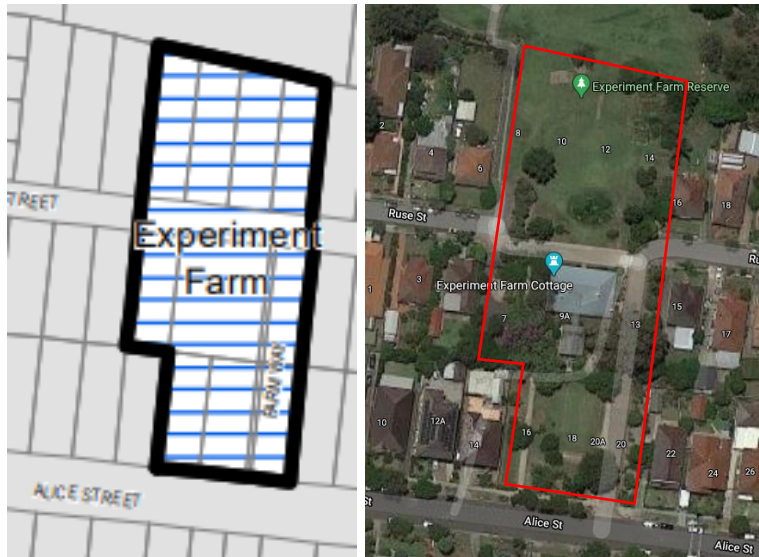 TREET
Experiment
Farm
FARM WAY
ALICE STREET
Experiment Farm Reserve
2
4
6
8
10
12
14
16
18
Ruse St
Ru
Experiment Farm Cottage
1
3
7
9A
13
15
17
10
12A
14
16
18
20A
20
22
24
26
St
Alice St
Alice St